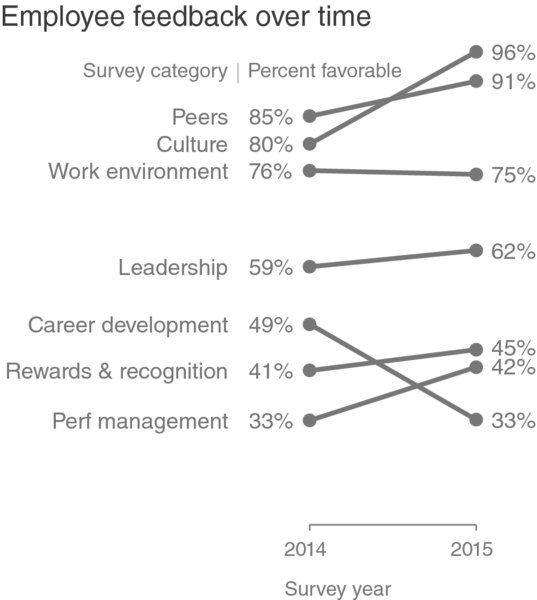 Employee feedback over time
Survey category | Percent favorable
96%
91%
Peers 85%
Culture 80%
Work environment 76% 75%
Leadership 59% 62%
Career development 49%
45%
Rewards & recognition 41% 42%
Perf management 33% 33%
2014 2015
Survey year